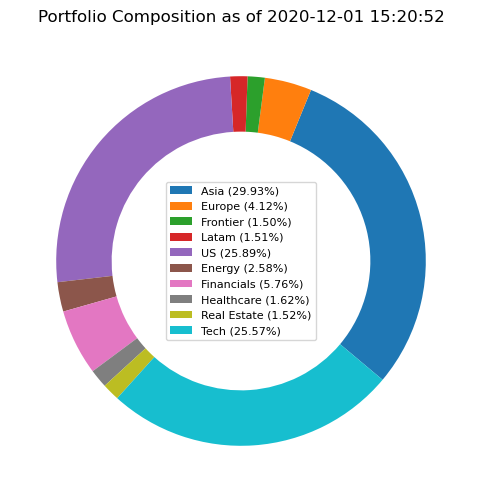 Portfolio Composition as of 2020-12-01 15:20:52
Asia (29.93%)
Europe (4.12%)
Frontier (1.50%)
Latam (1.51%)
US (25.89%)
Energy (2.58%)
Financials (5.76%)
Healthcare (1.62%)
Real Estate (1.52%)
Tech (25.57%)